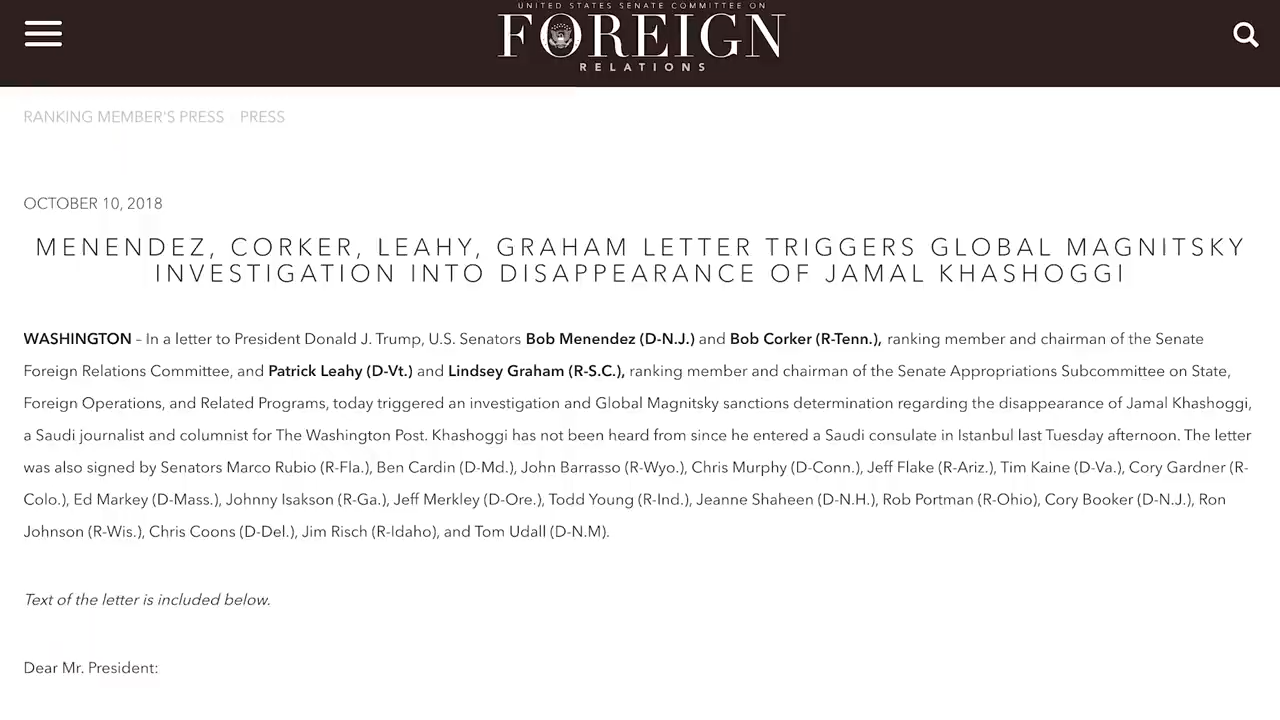 UNITED STATES SENATE COMMITTEE ON
FOREIGN
RELATIONS
RANKING MEMBER'S PRESS PRESS
OCTOBER 10, 2018
MENENDEZ, CORKER, LEAHY, GRAHAM LETTER TRIGGERS GLOBAL MAGNITSKY
INVESTIGATION INTO DISAPPEARANCE OF JAMAL KHASHOGGI
WASHINGTON – In a letter to President Donald J. Trump, U.S. Senators Bob Menendez (D-N.J.) and Bob Corker (R-Tenn.), ranking member and chairman of the Senate
Foreign Relations Committee, and Patrick Leahy (D-Vt.) and Lindsey Graham (R-S.C.), ranking member and chairman of the Senate Appropriations Subcommittee on State,
Foreign Operations, and Related Programs, today triggered an investigation and Global Magnitsky sanctions determination regarding the disappearance of Jamal Khashoggi,
a Saudi journalist and columnist for The Washington Post. Khashoggi has not been heard from since he entered a Saudi consulate in Istanbul last Tuesday afternoon. The letter
was also signed by Senators Marco Rubio (R-Fla.), Ben Cardin (D-Md.), John Barrasso (R-Wyo.), Chris Murphy (D-Conn.), Jeff Flake (R-Ariz.), Tim Kaine (D-Va.), Cory Gardner (R-
Colo.), Ed Markey (D-Mass.), Johnny Isakson (R-Ga.), Jeff Merkley (D-Ore.), Todd Young (R-Ind.), Jeanne Shaheen (D-N.H.), Rob Portman (R-Ohio), Cory Booker (D-N.J.), Ron
Johnson (R-Wis.), Chris Coons (D-Del.), Jim Risch (R-Idaho), and Tom Udall (D-N.M).
Text of the letter is included below.
Dear Mr. President: